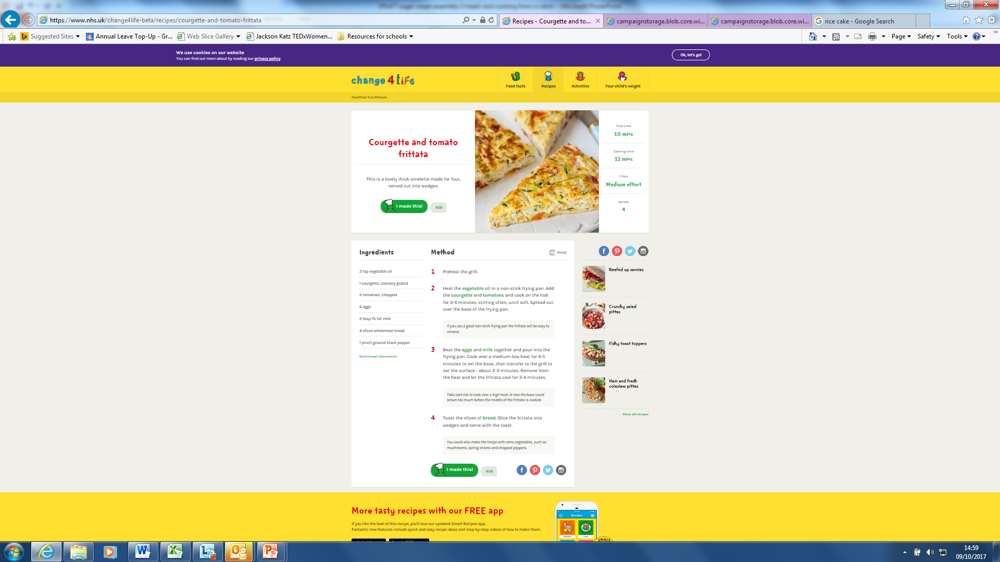 https://www.nhs.uk/change4life-beta/recipes/courgette-and-tomato-frittata
Recipes - Courgette and to...
campaignstorage.blob.core.wi...
campaignstorage.blob.core.wi...
rice cake - Google Search
Suggested Sites
Annual Leave Top-Up - Gr...
Web Slice Gallery
Jackson Katz TEDxWomen...
Resources for schools
Page
Safety
Tools
We use cookies on our website
You can find out more about by reading our privacy policy.
Ok, let's go!
change 4 life
Food facts
Recipes
Activities
Your child's weight
Healthier lunchboxes
Courgette and tomato
frittata
This is a lovely thick omelette made for four,
served cut into wedges.
I made this!
638
Prep time
10 mins
Cooking time
12 mins
Effort
Medium effort
Serves
4
Ingredients
2 tsp vegetable oil
1 courgette, coarsely grated
2 tomatoes, chopped
6 eggs
2 tbsp 1% fat milk
4 slices wholemeal bread
1 pinch ground black pepper
Nutritional information
Method
Print
1 Preheat the grill.
2 Heat the vegetable oil in a non-stick frying pan. Add
the courgette and tomatoes and cook on the hob
for 3-4 minutes, stirring often, until soft. Spread out
over the base of the frying pan.
If you use a good non-stick frying pan the frittata will be easy to
remove.
3 Beat the eggs and milk together and pour into the
frying pan. Cook over a medium-low heat for 4-5
minutes to set the base, then transfer to the grill to
set the surface - about 2-3 minutes. Remove from
the heat and let the frittata cool for 3-4 minutes.
Take care not to cook over a high heat, or else the base could
brown too much before the middle of the frittata is cooked.
4 Toast the slices of bread. Slice the frittata into
wedges and serve with the toast.
You could also make the recipe with extra vegetables, such as
mushrooms, spring onions and chopped peppers.
I made this!
638
Beefed up sarnies
Crunchy salad
pittas
Fishy toast toppers
Ham and fresh
coleslaw pittas
Show all recipes
More tasty recipes with our FREE app
If you like the look of this recipe, you'll love our updated Smart Recipes app.
Fantastic new features include quick and easy recipe ideas and step-by-step videos of how to make them.
Recipes
Breakfast
Lunch
14:59
09/10/2017